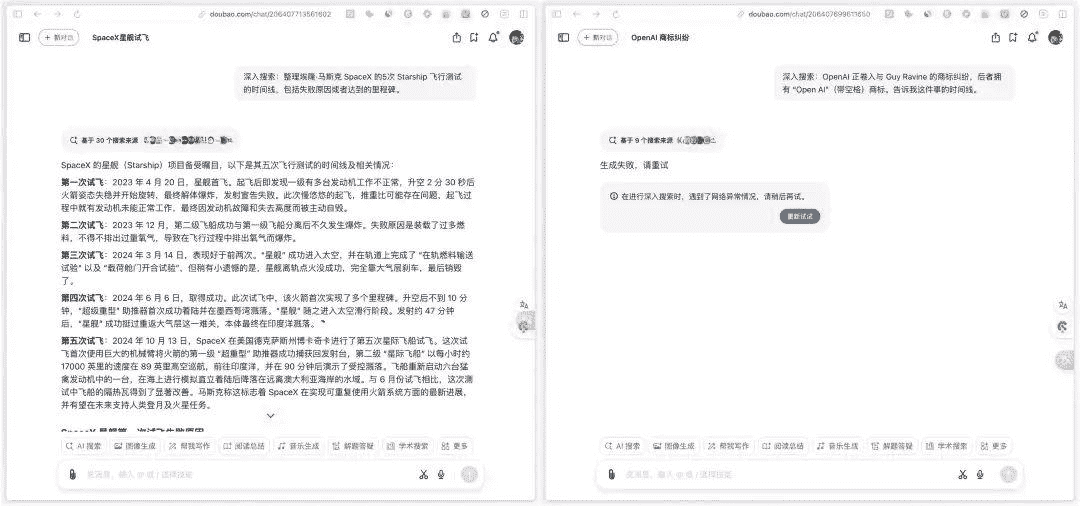 doubao.com/chat/206407713561602
+ 新对话
SpaceX星舰试飞
深入搜索：整理埃隆·马斯克 SpaceX 的5次 Starship 飞行测试
的时间线，包括失败原因或者达到的里程碑。
基于 30 个搜索来源
SpaceX 的星舰（Starship）项目备受瞩目，以下是其五次飞行测试的时间线及相关情况：
第一次试飞：2023 年 4 月 20 日，星舰首飞。起飞后即发现一级有多台发动机工作不正常，升空 2 分 30 秒后
火箭姿态失稳并开始旋转，最终解体爆炸，发射宣告失败。此次慢悠悠的起飞，推重比可能存在问题，起飞过
程中就有发动机未能正常工作，最终因发动机故障和失去高度而被主动自毁。
第二次试飞：2023 年 12 月，第二级飞船成功与第一级飞船分离后不久发生爆炸。失败原因是装载了过多燃
料，不得不排出过量氧气，导致在飞行过程中排出氧气而爆炸。
第三次试飞：2024 年 3 月 14 日，表现好于前两次。“星舰” 成功进入太空，并在轨道上完成了 “在轨燃料输送
试验” 以及 “载荷舱门开合试验”，但稍有小遗憾的是，星舰离轨点火没成功，完全靠大气层刹车，最后销毁
了。
第四次试飞：2024 年 6 月 6 日，取得成功。此次试飞中，该火箭首次实现了多个里程碑。升空后不到 10 分
钟，“超级重型” 助推器首次成功着陆并在墨西哥湾溅落。“星舰” 随之进入太空滑行阶段。发射约 47 分钟
后，“星舰” 成功挺过重返大气层这一难关，本体最终在印度洋溅落。
第五次试飞：2024 年 10 月 13 日，SpaceX 在美国德克萨斯州博卡奇卡进行了第五次星际飞船试飞。这次试
飞首次使用巨大的机械臂将火箭的第一级 “超重型” 助推器成功捕获回发射台，第二级 “星际飞船” 以每小时约
17000 英里的速度在 89 英里高空巡航，前往印度洋，并在 90 分钟后演示了受控溅落。飞船重新启动六台猛
禽发动机中的一台，在海上进行模拟直立着陆后降落在远离澳大利亚海岸的水域。与 6 月份试飞相比，这次测
试中飞船的隔热瓦得到了显著改善。马斯克称这标志着 SpaceX 在实现可重复使用火箭系统方面的最新进展，
并有望在未来支持人类登月及火星任务。
SpaceX 星舰第一次试飞失败原因
AI 搜索 图像生成 帮我写作 阅读总结 音乐生成 解题答疑 学术搜索 更多
发消息、输入 @ 或 / 选择技能
doubao.com/chat/206407699611650
+ 新对话
OpenAI 商标纠纷
深入搜索：OpenAI 正卷入与 Guy Ravine 的商标纠纷，后者拥
有 “Open AI”（带空格）商标。告诉我这件事的时间线。
基于 9 个搜索来源
生成失败，请重试
在进行深入搜索时，遇到了网络异常情况，请稍后再试。
重新试试
AI 搜索 图像生成 帮我写作 阅读总结 音乐生成 解题答疑 学术搜索 更多
发消息、输入 @ 或 / 选择技能